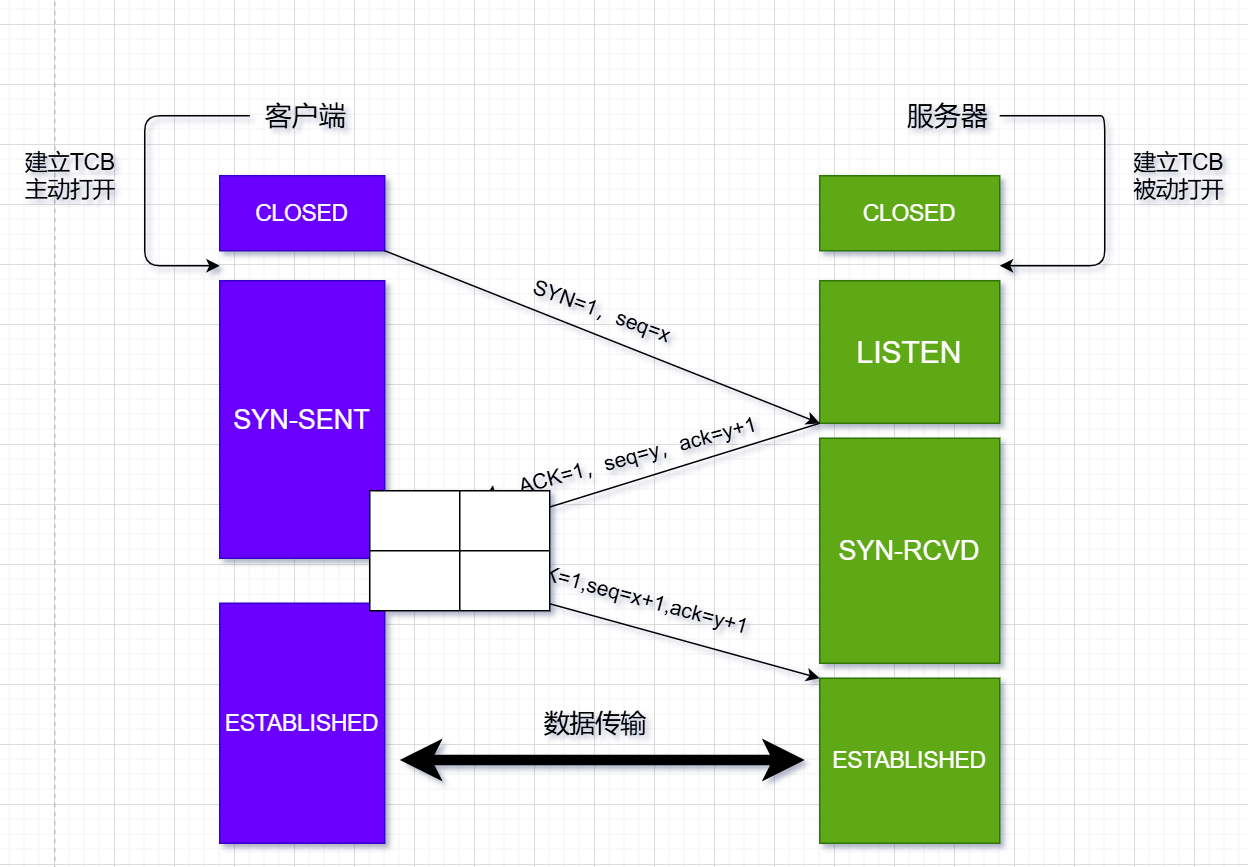 客户端
服务器
建立TCB
主动打开
建立TCB
被动打开
CLOSED
CLOSED
SYN=1，seq=x
LISTEN
SYN-SENT
ACK=1，seq=y，ack=y+1
SYN-RCVD
=1,seq=x+1,ack=y+1
ESTABLISHED
数据传输
ESTABLISHED